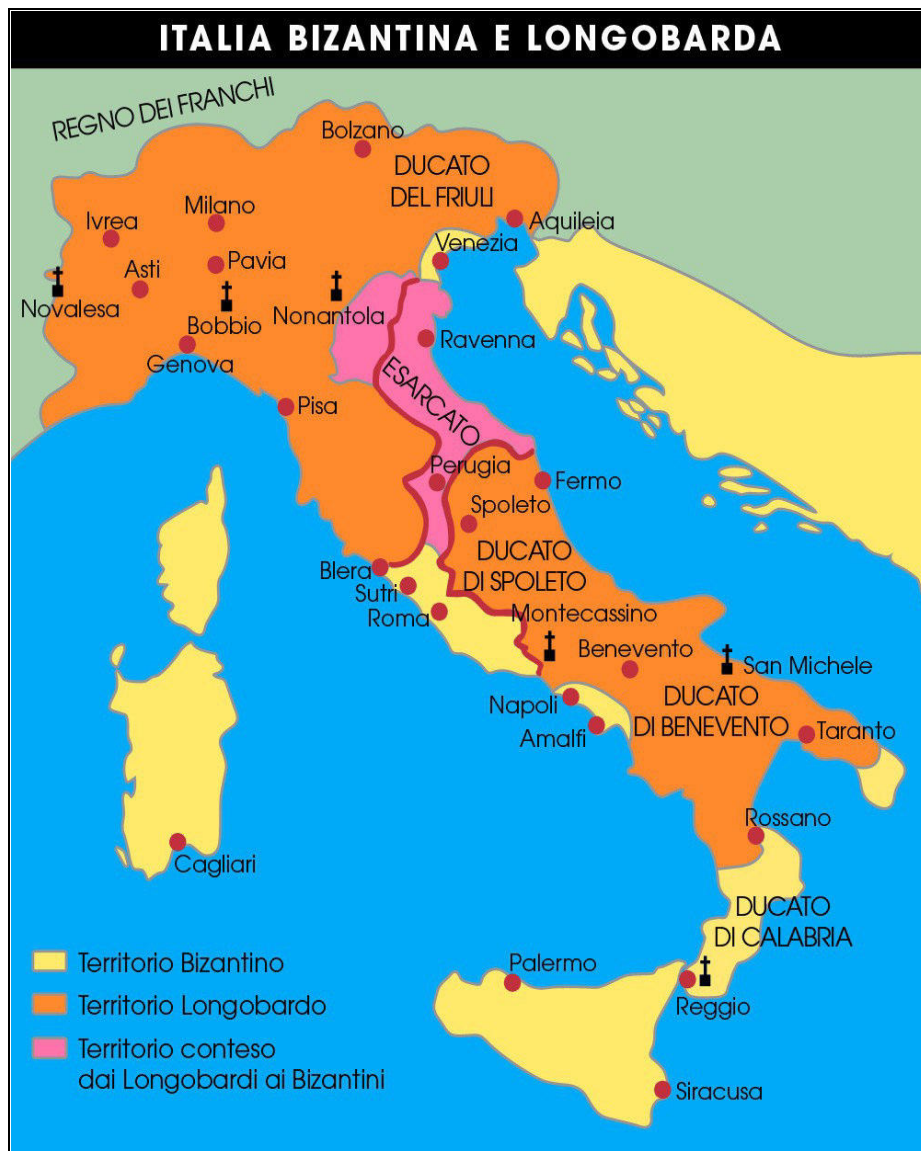 ITALIA BIZANTINA E LONGOBARDA
REGNO DEI FRANCHI
Bolzano
DUCATO
DEL FRIULI
Milano
Ivrea
Aquileia
Venezia
Asti
Pavia
Novalesa
Bobbio
Nonantola
Genova
Ravenna
ESARCATO
Pisa
Perugia
Fermo
Spoleto
DUCATO
DI SPOLETO
Blera
Sutri
Roma
Montecassino
Benevento
San Michele
Napoli
DUCATO
DI BENEVENTO
Amalfi
Taranto
Rossano
Cagliari
DUCATO
DI CALABRIA
Palermo
Reggio
Siracusa
Territorio Bizantino
Territorio Longobardo
Territorio conteso
dai Longobardi ai Bizantini